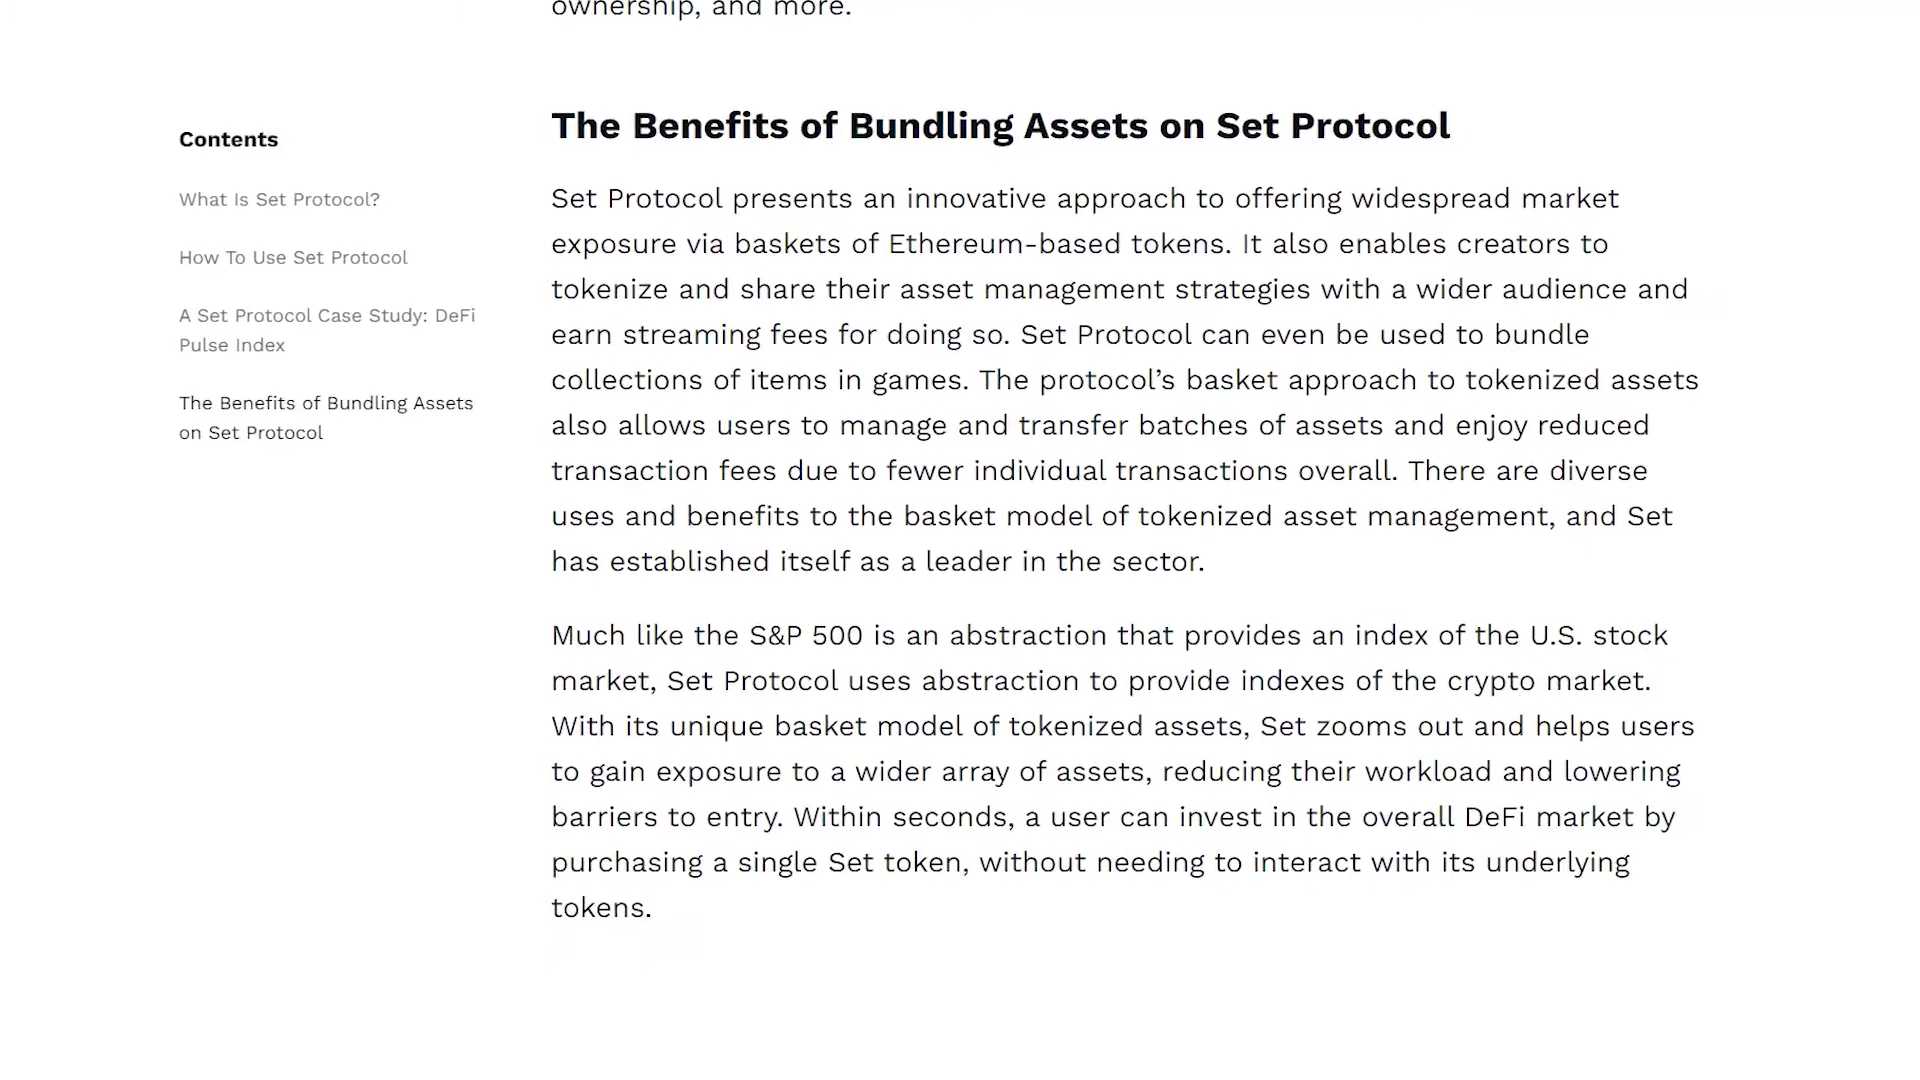 ownership, and more.
Contents
What Is Set Protocol?
How To Use Set Protocol
A Set Protocol Case Study: DeFi
Pulse Index
The Benefits of Bundling Assets
on Set Protocol
The Benefits of Bundling Assets on Set Protocol
Set Protocol presents an innovative approach to offering widespread market
exposure via baskets of Ethereum-based tokens. It also enables creators to
tokenize and share their asset management strategies with a wider audience and
earn streaming fees for doing so. Set Protocol can even be used to bundle
collections of items in games. The protocol’s basket approach to tokenized assets
also allows users to manage and transfer batches of assets and enjoy reduced
transaction fees due to fewer individual transactions overall. There are diverse
uses and benefits to the basket model of tokenized asset management, and Set
has established itself as a leader in the sector.
Much like the S&P 500 is an abstraction that provides an index of the U.S. stock
market, Set Protocol uses abstraction to provide indexes of the crypto market.
With its unique basket model of tokenized assets, Set zooms out and helps users
to gain exposure to a wider array of assets, reducing their workload and lowering
barriers to entry. Within seconds, a user can invest in the overall DeFi market by
purchasing a single Set token, without needing to interact with its underlying
tokens.